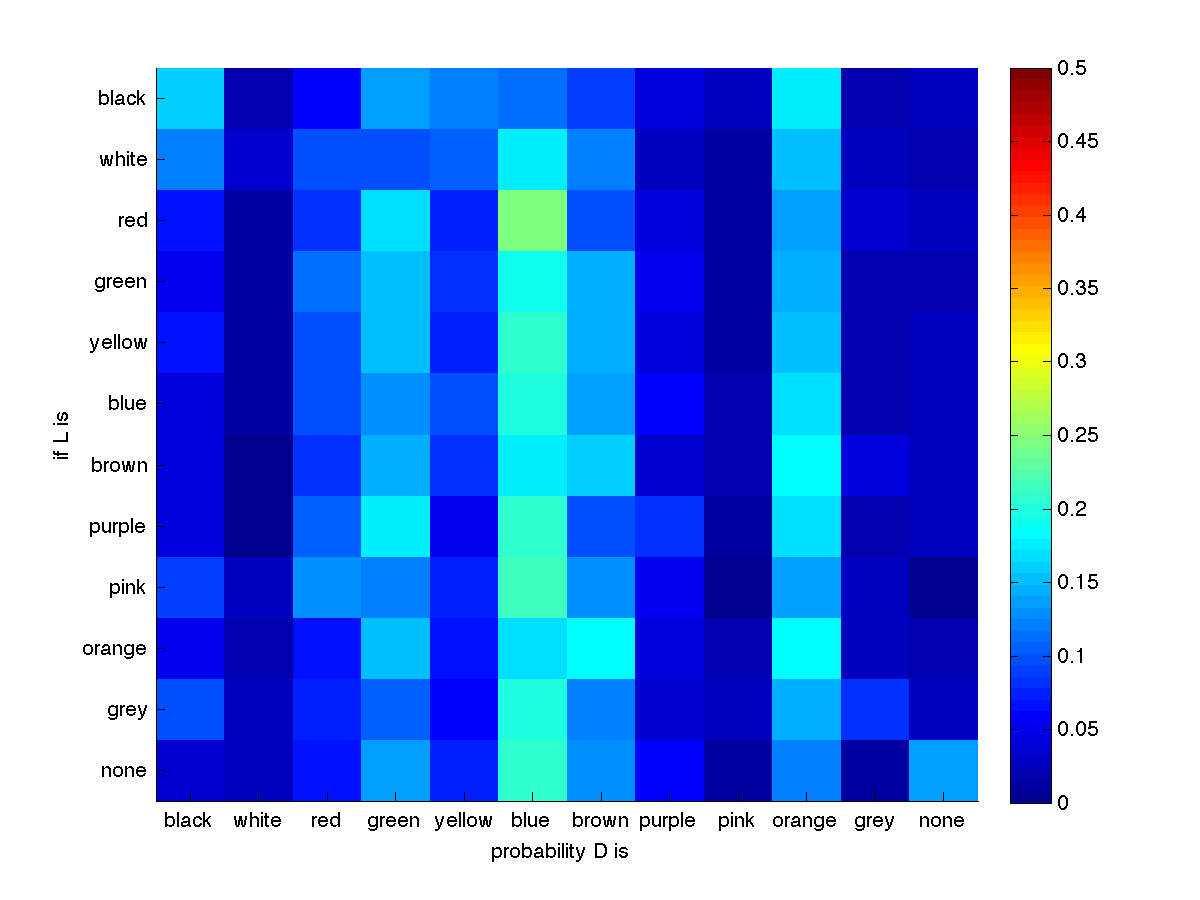 if L is
black
white
red
green
yellow
blue
brown
purple
pink
orange
grey
none
black white red green yellow blue brown purple pink orange grey none
probability D is
0.5
0.45
0.4
0.35
0.3
0.25
0.2
0.15
0.1
0.05
0